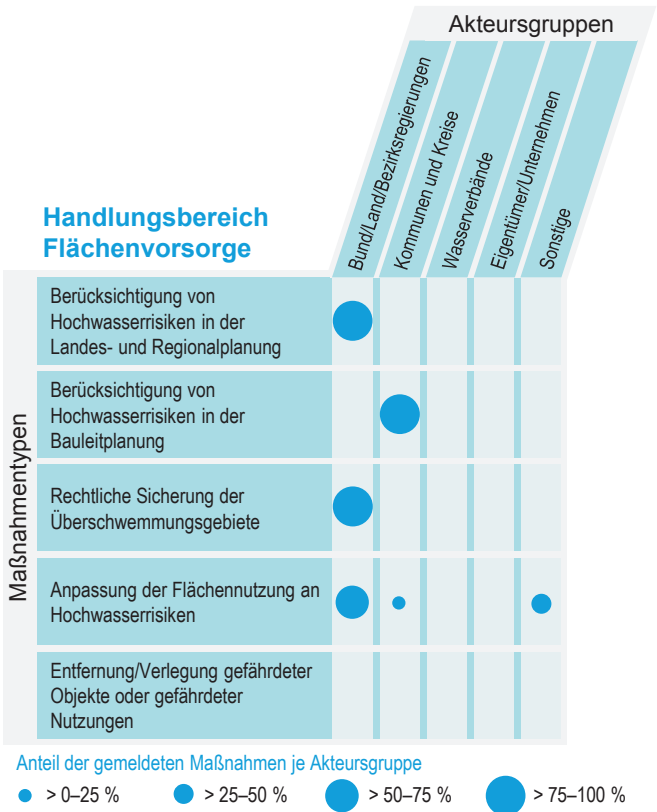 Akteursgruppen
Bund/Land/Bezirksregierungen
Kommunen und Kreise
Wasserverbände
Eigentümer/Unternehmen
Sonstige
Handlungsbereich
Flächenvorsorge
Maßnahmentypen
Berücksichtigung von
Hochwasserrisiken in der
Landes- und Regionalplanung
Berücksichtigung von
Hochwasserrisiken in der
Bauleitplanung
Rechtliche Sicherung der
Überschwemmungsgebiete
Anpassung der Flächennutzung an
Hochwasserrisiken
Entfernung/Verlegung gefährdeter
Objekte oder gefährdeter
Nutzungen
Anteil der gemeldeten Maßnahmen je Akteursgruppe
> 0–25 % > 25–50 % > 50–75 % > 75–100 %